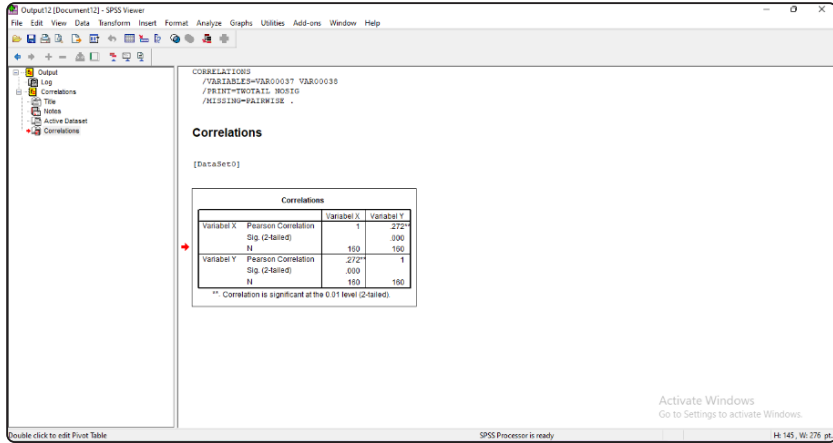 Output12 [Document12] - SPSS Viewer
File Edit View Data Transform Insert Format Analyze Graphs Utilities Add-ons Window Help
Output
Log
Correlations
Title
Notes
Active Dataset
Correlations
CORRELATIONS
/VARIABLES=VAR00037 VAR00038
/PRINT=TWOTAIL NOSIG
/MISSING=PAIRWISE .
Correlations
[DataSet0]
Correlations
Variabel X Variabel Y
Variabel X Pearson Correlation 1 .272**
Sig. (2-tailed) .000
N 160 160
Variabel Y Pearson Correlation .272** 1
Sig. (2-tailed) .000
N 160 160
**. Correlation is significant at the 0.01 level (2-tailed).
Activate Windows
Go to Settings to activate Windows.
Double click to edit Pivot Table SPSS Processor is ready H: 145 , W: 276 pt.